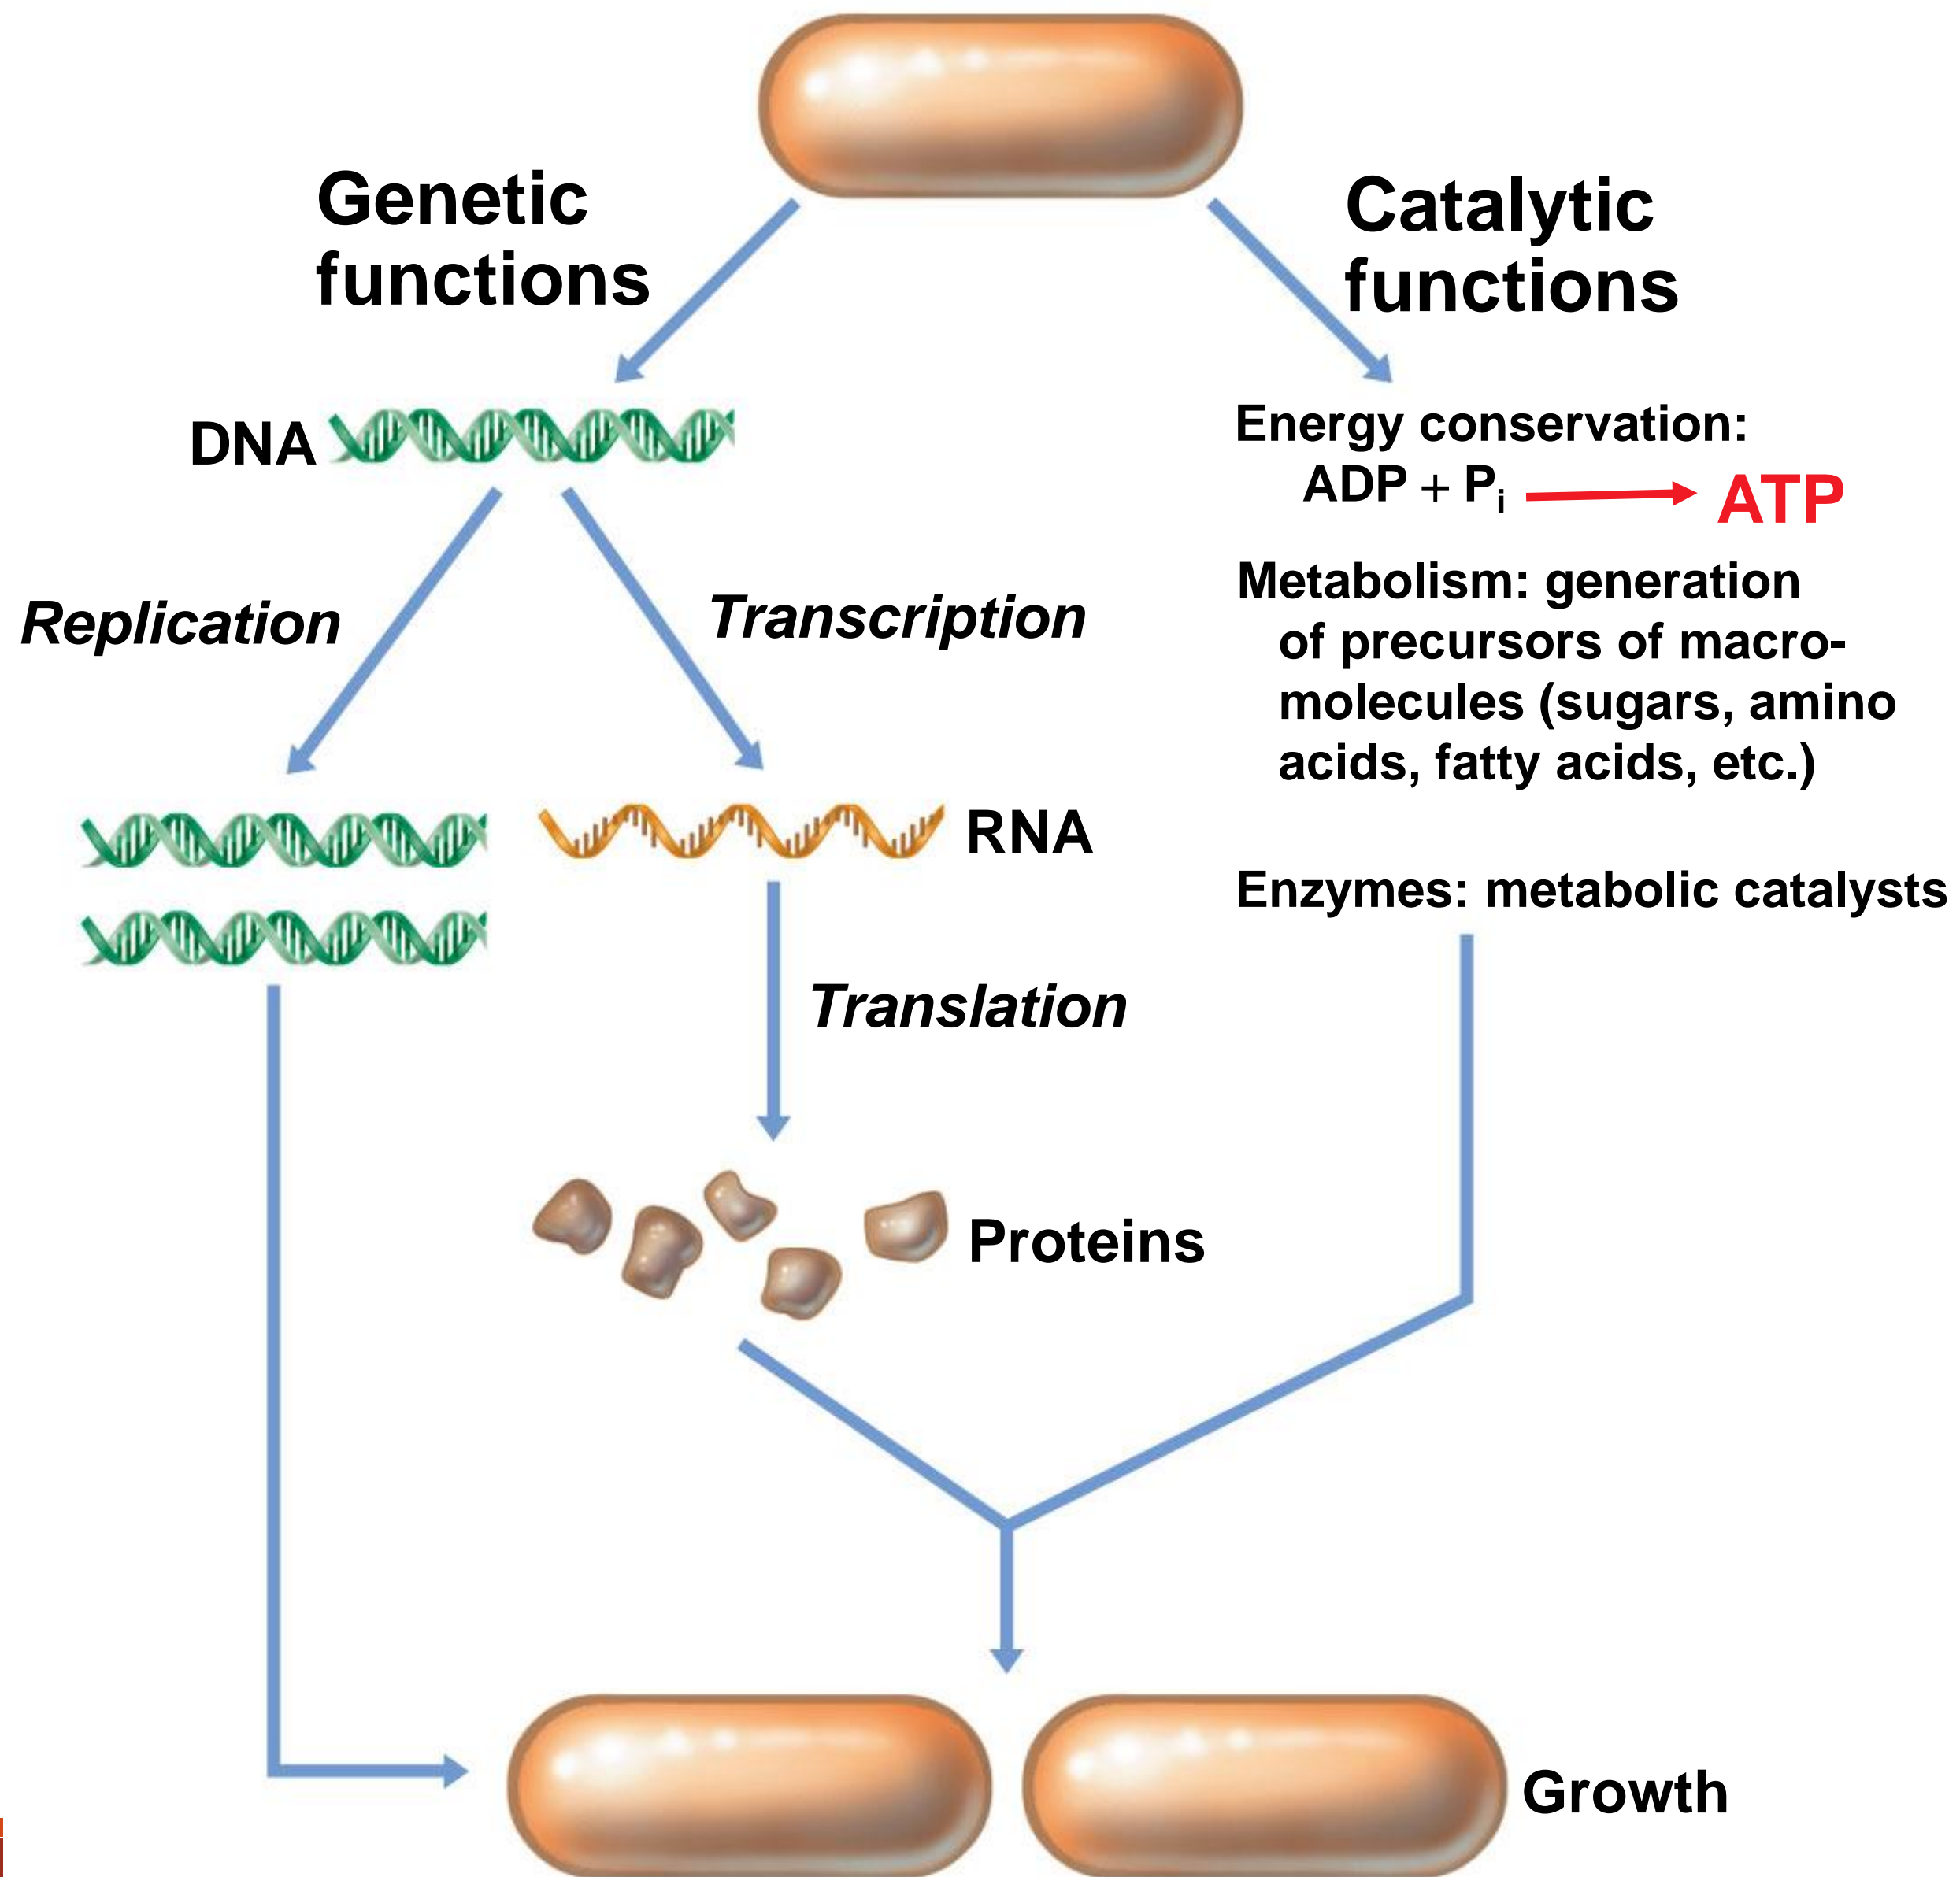 Genetic
functions
Catalytic
functions
DNA
Energy conservation:
ADP + Pi ATP
Replication
Transcription
Metabolism: generation
of precursors of macro-
molecules (sugars, amino
acids, fatty acids, etc.)
RNA
Enzymes: metabolic catalysts
Translation
Proteins
Growth